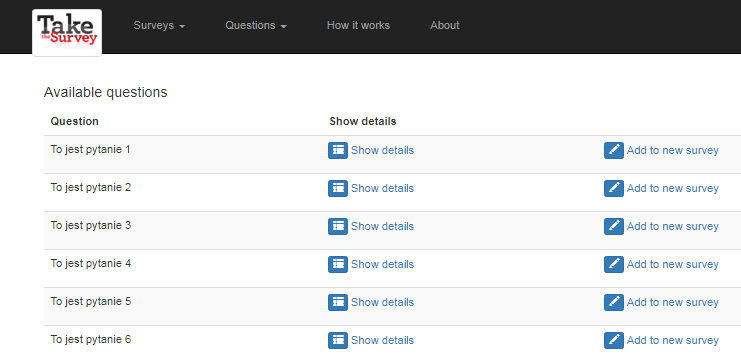 Take
the Survey
Surveys Questions How it works About
Available questions
Question Show details
To jest pytanie 1 Show details Add to new survey
To jest pytanie 2 Show details Add to new survey
To jest pytanie 3 Show details Add to new survey
To jest pytanie 4 Show details Add to new survey
To jest pytanie 5 Show details Add to new survey
To jest pytanie 6 Show details Add to new survey